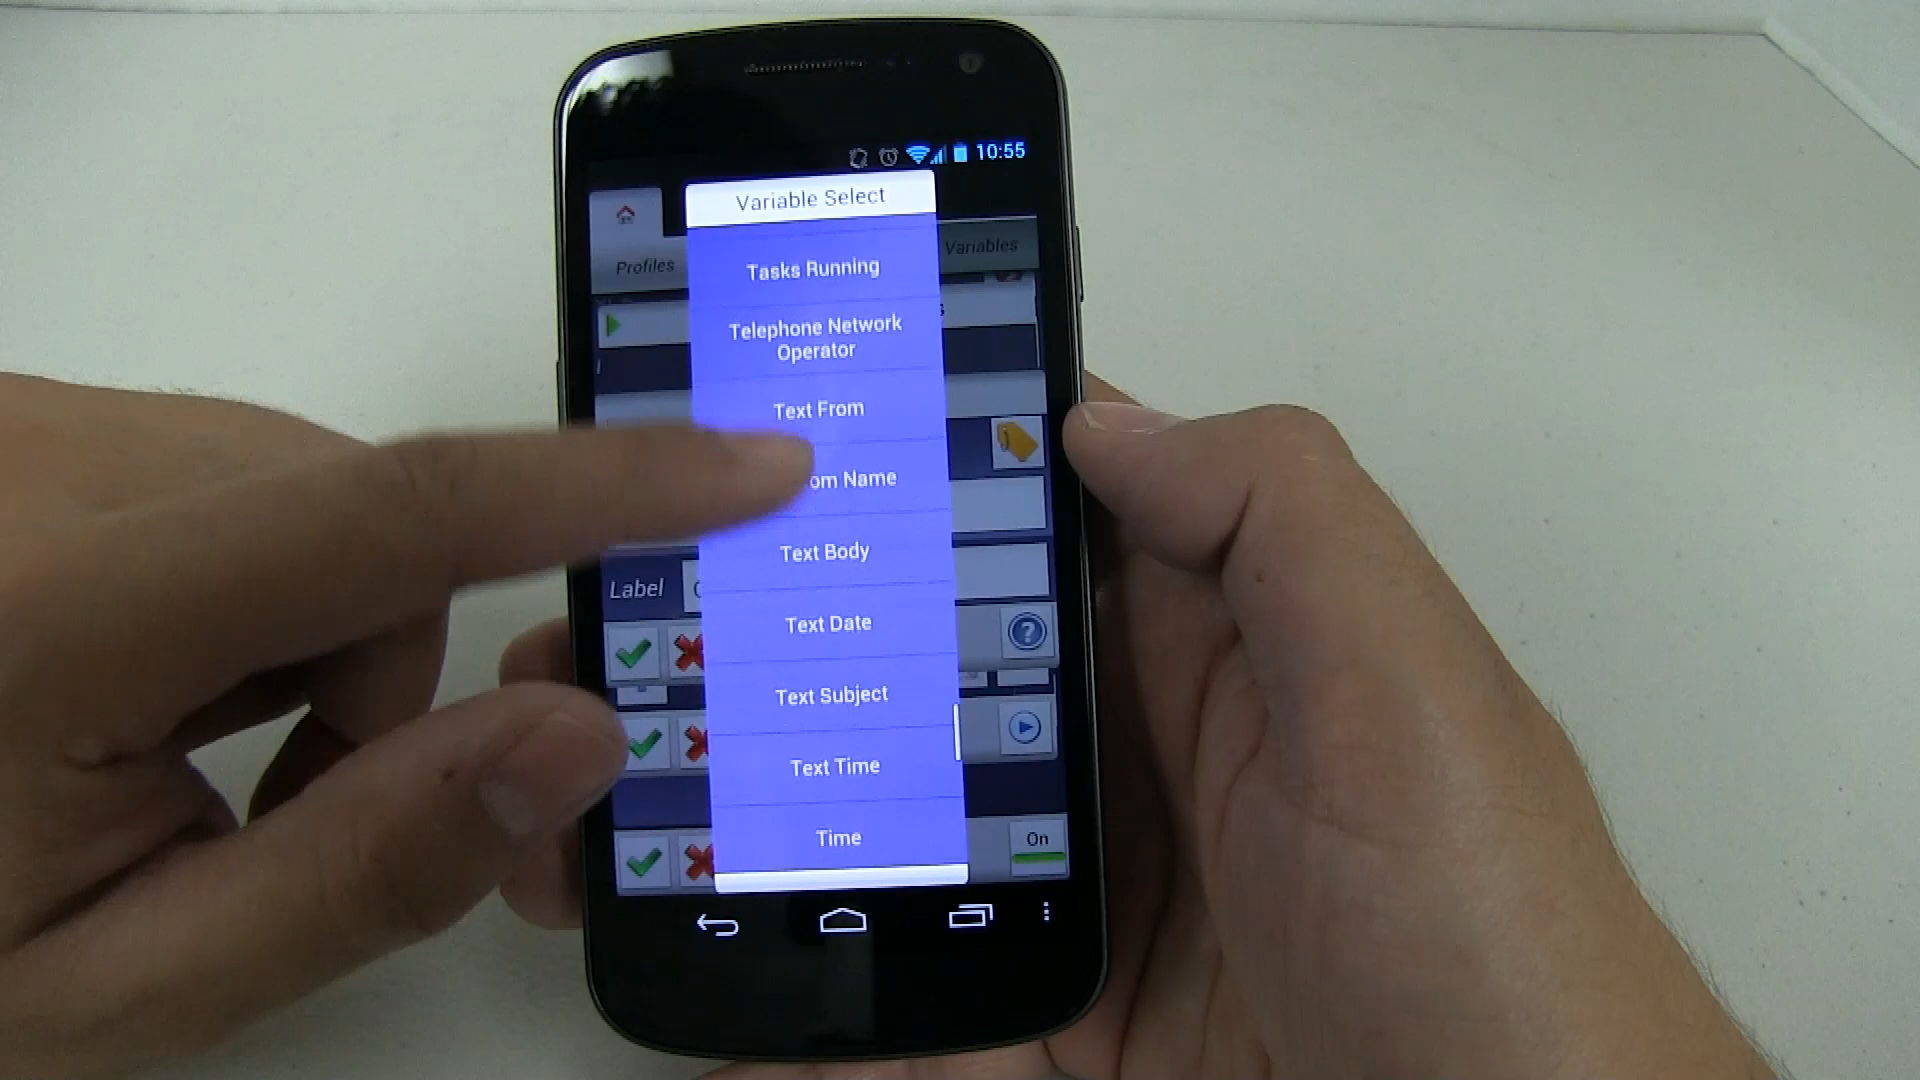 10:55
Variable Select
Profiles
Variables
Tasks Running
Telephone Network
Operator
Text From
om Name
Text Body
Label
Text Date
Text Subject
Text Time
Time
On